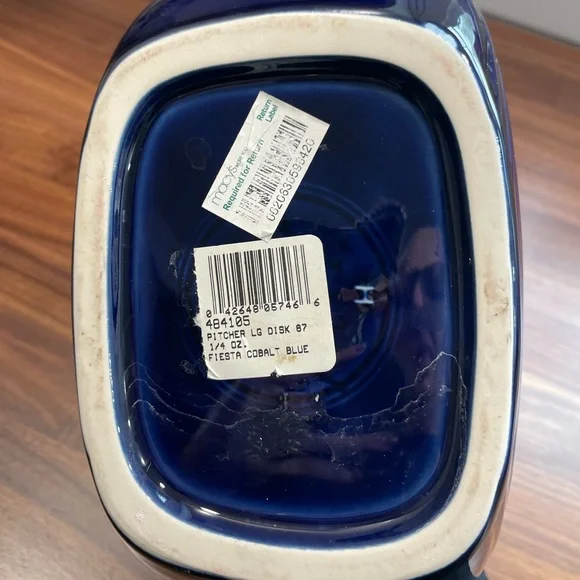 macy's
Required for Return
Return
Label
0020630593420
0 42648 05746 6
484105
PITCHER LG DISK 67
1/4 OZ.
FIESTA COBALT BLUE
H